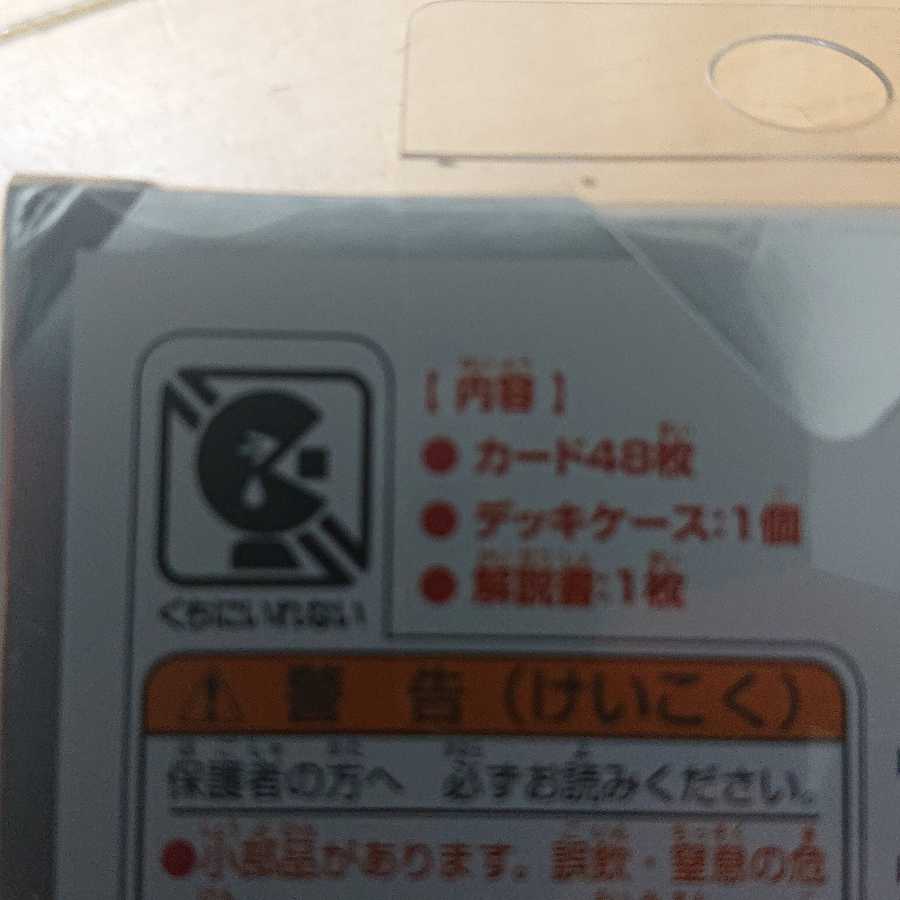 [内容]
●カード48枚
●デッキケース:1個
●解説書:1枚
くちにいれない
警告(けいこく)
保護者の方へ 必ずお読みください。
●小部品があります。誤飲・窒息の危